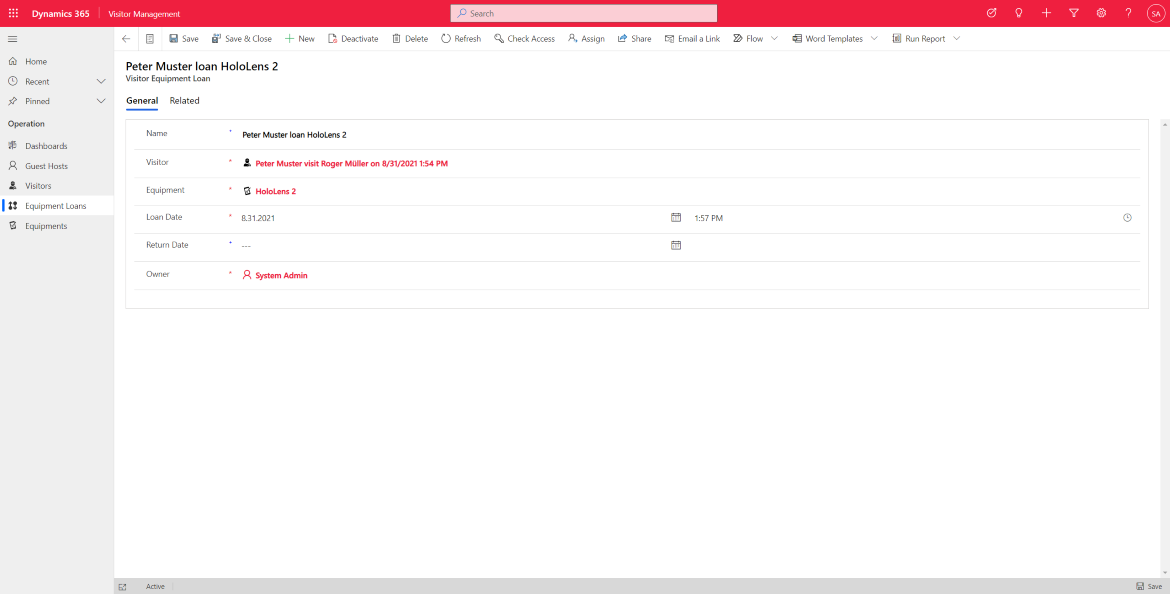 Dynamics 365 Visitor Management Search SA
Save Save & Close New Deactivate Delete Refresh Check Access Assign Share Email a Link Flow Word Templates Run Report
Home
Recent
Pinned
Operation
Dashboards
Guest Hosts
Visitors
Equipment Loans
Equipments
Peter Muster loan HoloLens 2
Visitor Equipment Loan
General Related
Name * Peter Muster loan HoloLens 2
Visitor * Peter Muster visit Roger Müller on 8/31/2021 1:54 PM
Equipment * HoloLens 2
Loan Date * 8.31.2021 1:57 PM
Return Date * ---
Owner * System Admin
Active Save